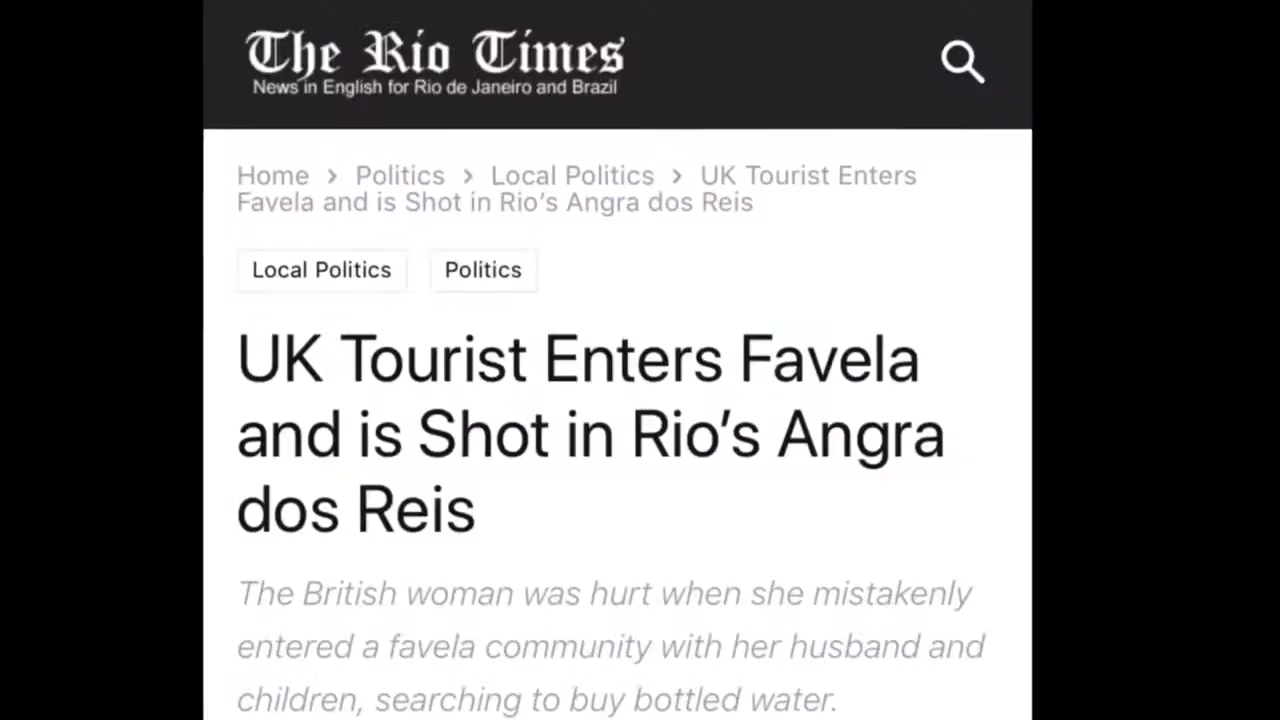 The Rio Times
News in English for Rio de Janeiro and Brazil
Home > Politics > Local Politics > UK Tourist Enters
Favela and is Shot in Rio’s Angra dos Reis
Local Politics Politics
UK Tourist Enters Favela
and is Shot in Rio’s Angra
dos Reis
The British woman was hurt when she mistakenly
entered a favela community with her husband and
children, searching to buy bottled water.